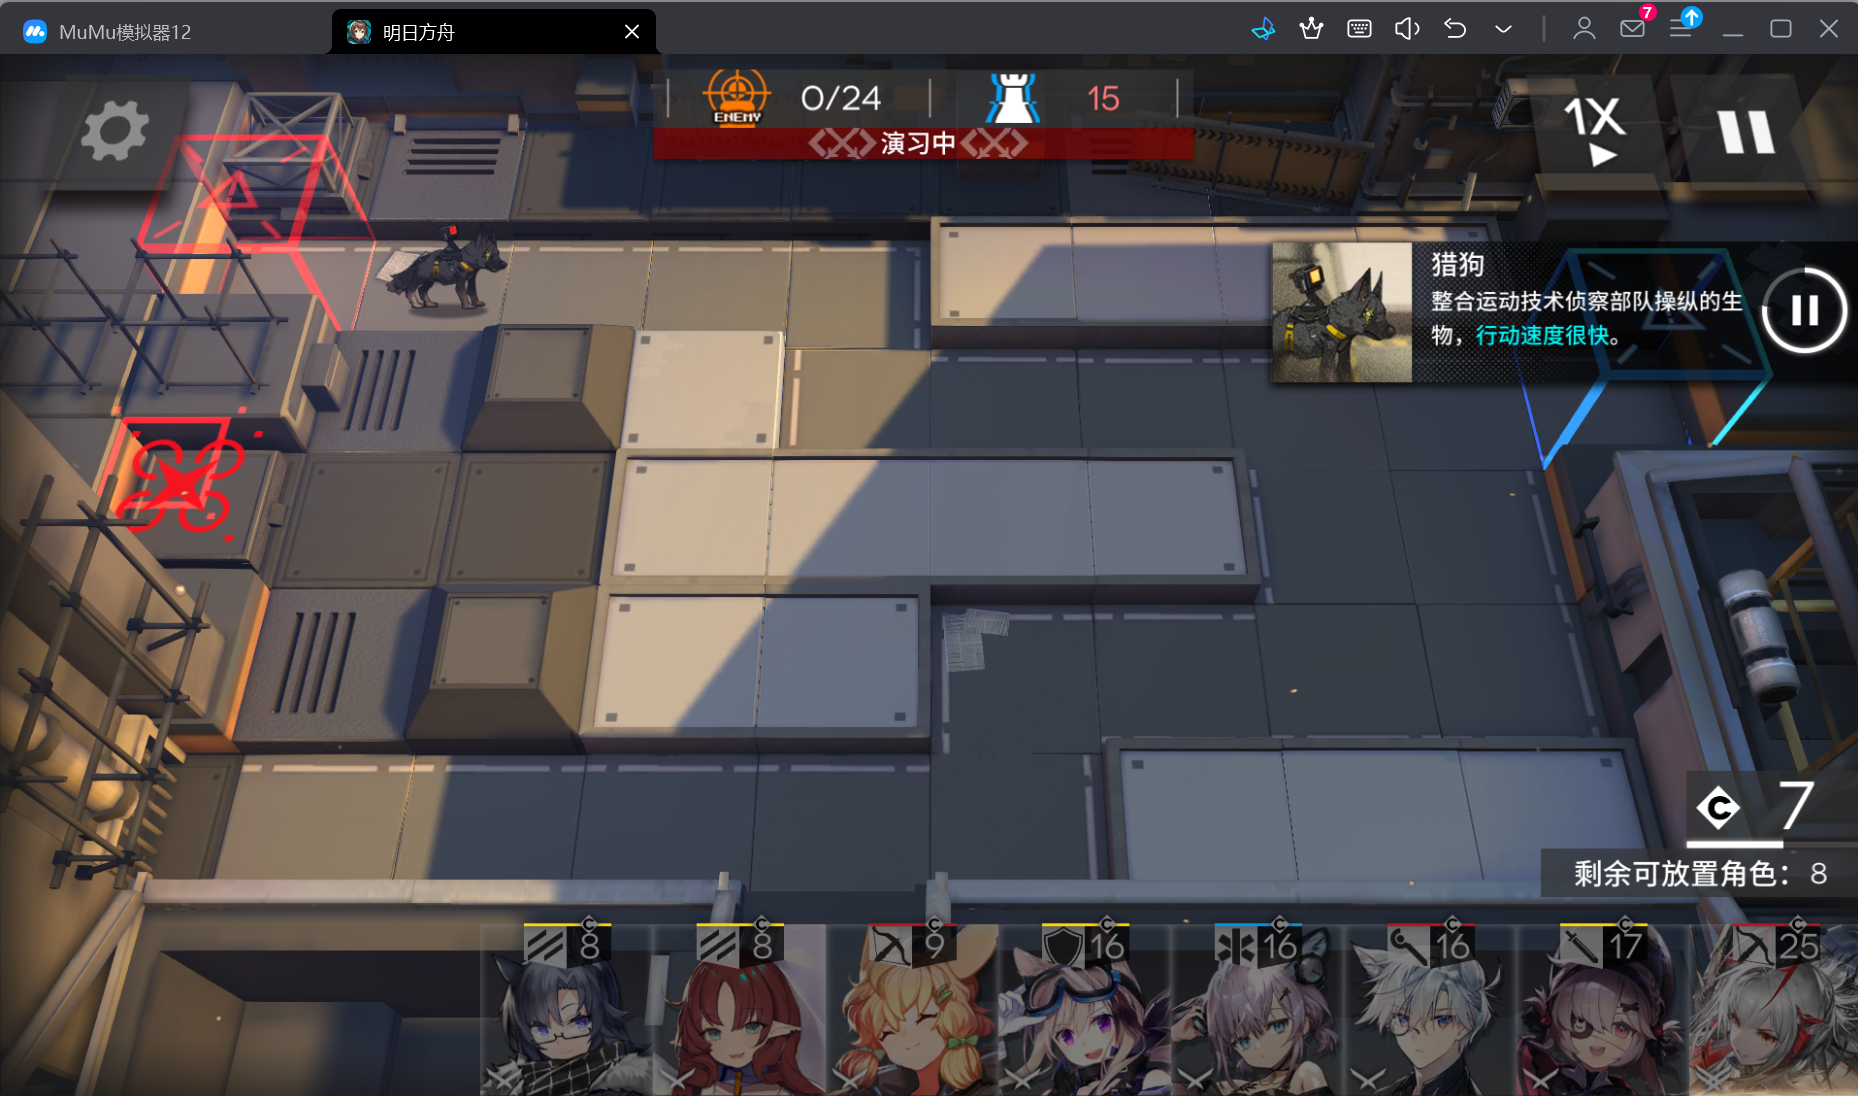 MuMu模拟器12
明日方舟
7
ENEMY
0/24
15
演习中
1X
猎狗
整合运动技术侦察部队操纵的生
物，行动速度很快。
C 7
剩余可放置角色：8
C 8
C 8
C 9
C 16
C 16
C 16
C 17
C 25